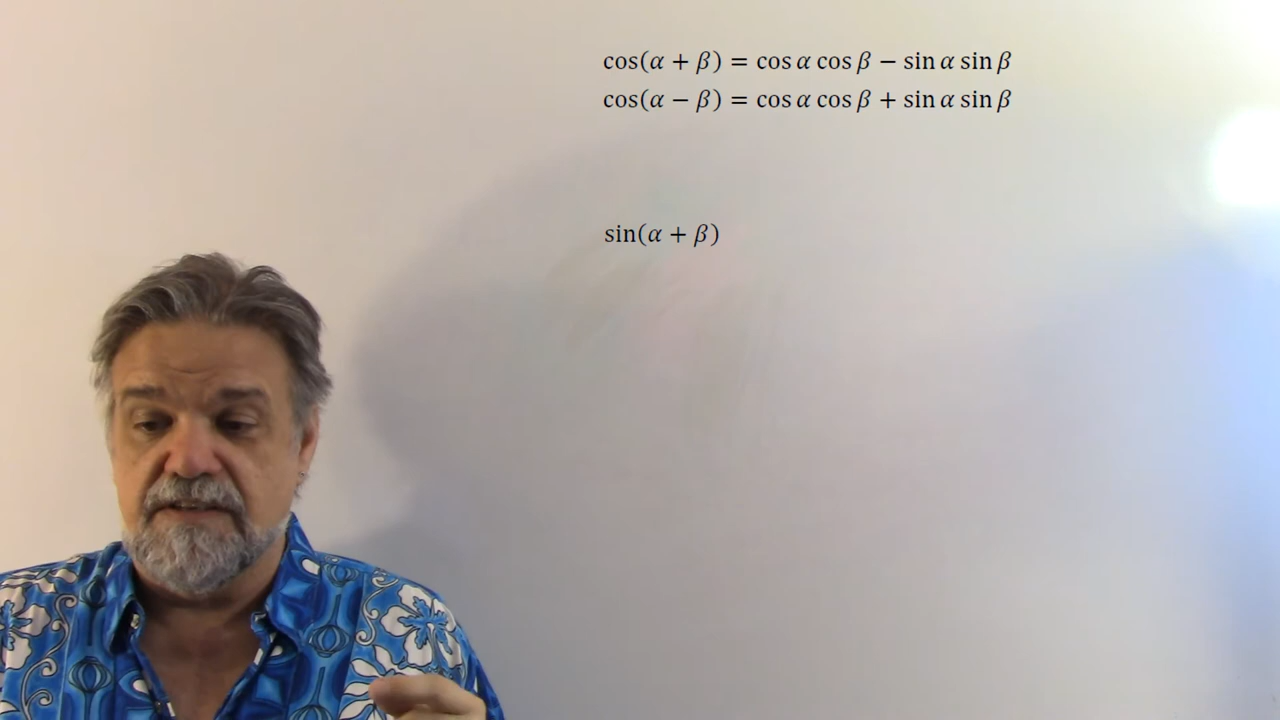 cos(α + β) = cos α cos β − sin α sin β
cos(α − β) = cos α cos β + sin α sin β
sin(α + β)